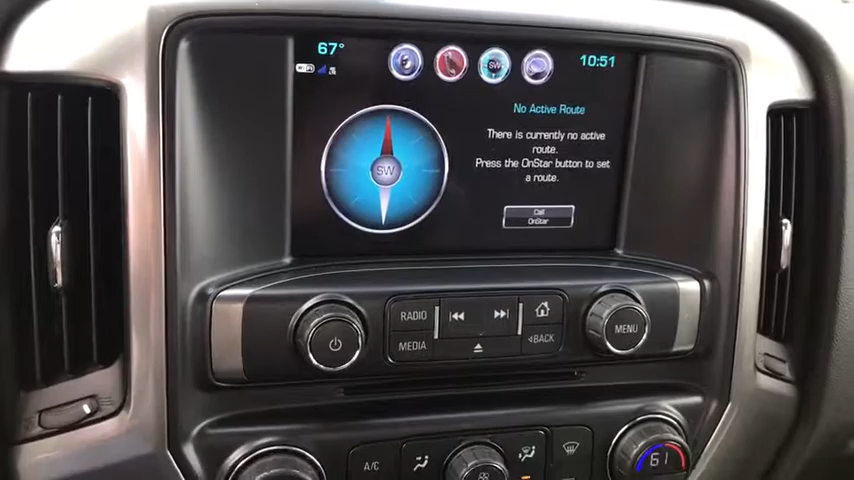 67°
10:51
SW
No Active Route
There is currently no active
route.
Press the OnStar button to set
a route.
SW
Call
OnStar
RADIO
MEDIA
BACK
MENU
A/C
61